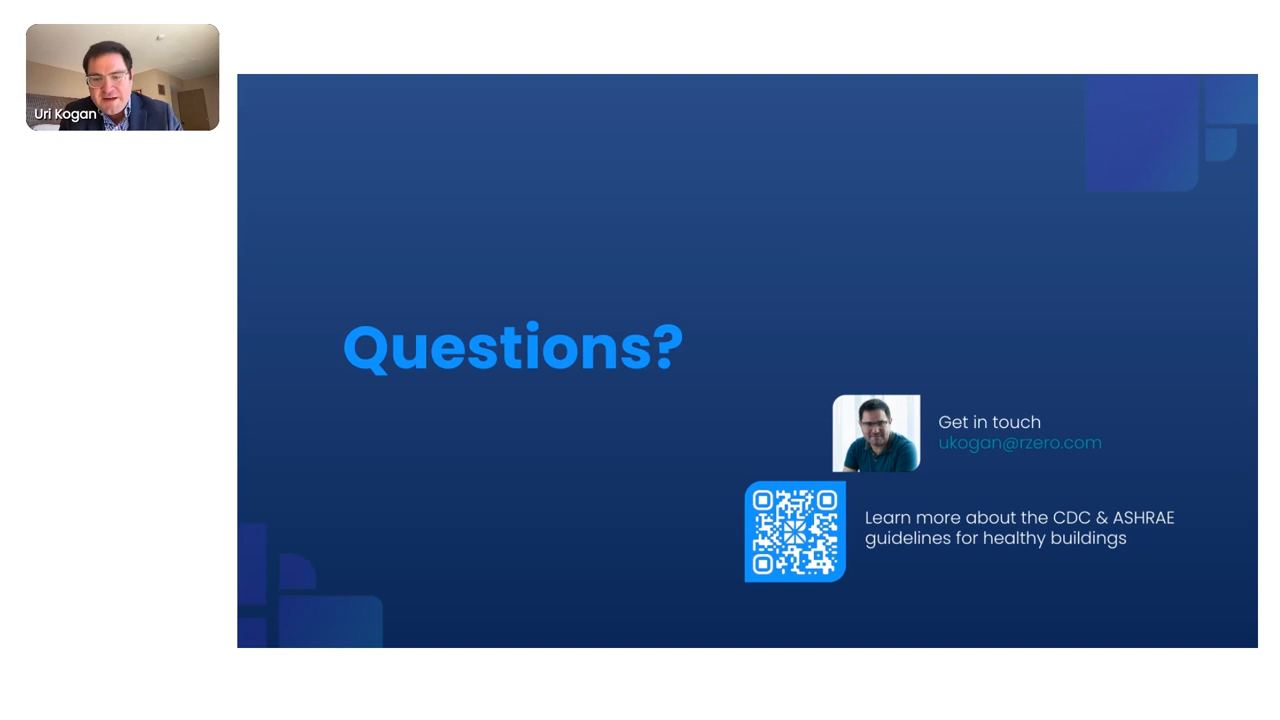 Uri Kogan
Questions?
Get in touch
ukogan@rzero.com
Learn more about the CDC & ASHRAE
guidelines for healthy buildings